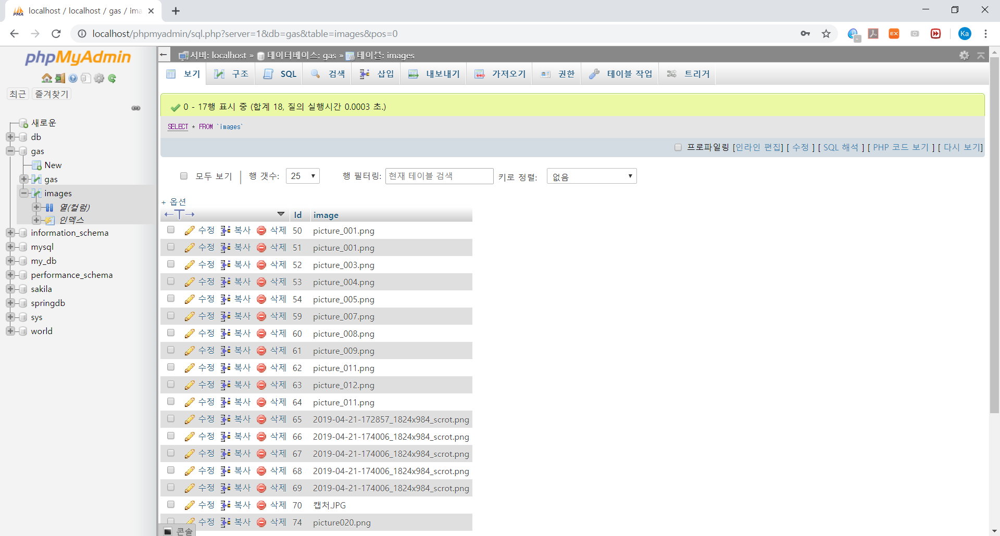 localhost / localhost / gas / ima
localhost/phpmyadmin/sql.php?server=1&db=gas&table=images&pos=0
EX
Ka
phpMyAdmin
최근 즐겨찾기
새로운
db
gas
New
gas
images
열(컬럼)
인덱스
information_schema
mysql
my_db
performance_schema
sakila
springdb
sys
world
서버: localhost » 데이터베이스: gas » 테이블: images
보기 구조 SQL 검색 삽입 내보내기 가져오기 권한 테이블 작업 트리거
0 - 17행 표시 중 (합계 18, 질의 실행시간 0.0003 초.)
SELECT * FROM `images`
프로파일링 [인라인 편집] [ 수정 ] [ SQL 해석 ] [ PHP 코드 보기 ] [ 다시 보기]
모두 보기 | 행 갯수: 25 행 필터링: 현재 테이블 검색 키로 정렬: 없음
+ 옵션
←T→ Id image
수정 복사 삭제 50 picture_001.png
수정 복사 삭제 51 picture_001.png
수정 복사 삭제 52 picture_003.png
수정 복사 삭제 53 picture_004.png
수정 복사 삭제 54 picture_005.png
수정 복사 삭제 59 picture_007.png
수정 복사 삭제 60 picture_008.png
수정 복사 삭제 61 picture_009.png
수정 복사 삭제 62 picture_011.png
수정 복사 삭제 63 picture_012.png
수정 복사 삭제 64 picture_011.png
수정 복사 삭제 65 2019-04-21-172857_1824x984_scrot.png
수정 복사 삭제 66 2019-04-21-174006_1824x984_scrot.png
수정 복사 삭제 67 2019-04-21-174006_1824x984_scrot.png
수정 복사 삭제 68 2019-04-21-174006_1824x984_scrot.png
수정 복사 삭제 69 2019-04-21-174006_1824x984_scrot.png
수정 복사 삭제 70 캡처.JPG
수정 복사 삭제 74 picture020.png
콘솔